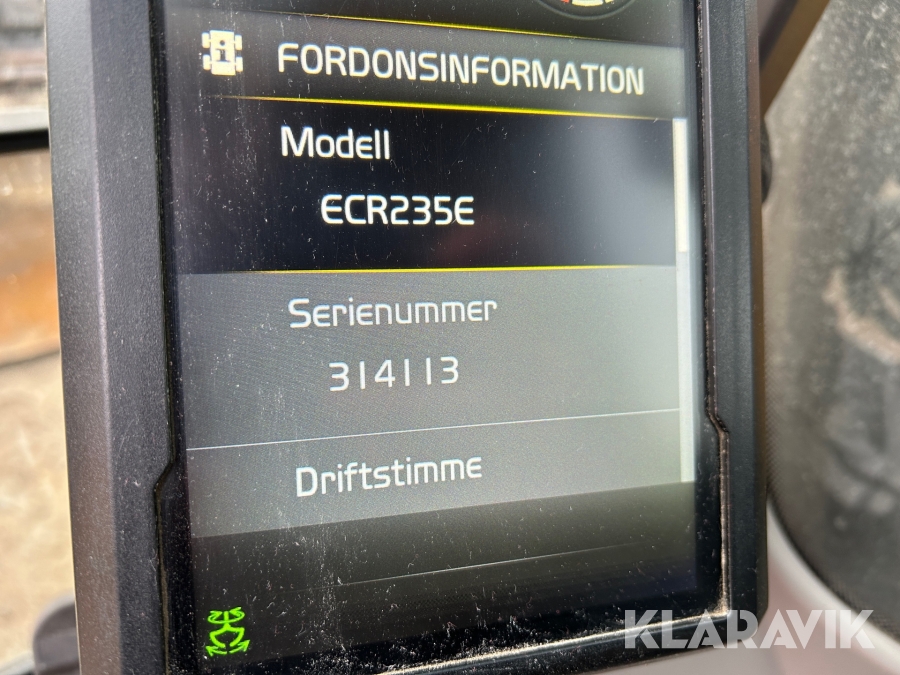 FORDONSINFORMATION
Modell
ECR235E
Serienummer
314113
Driftstimme
KLARAVIK